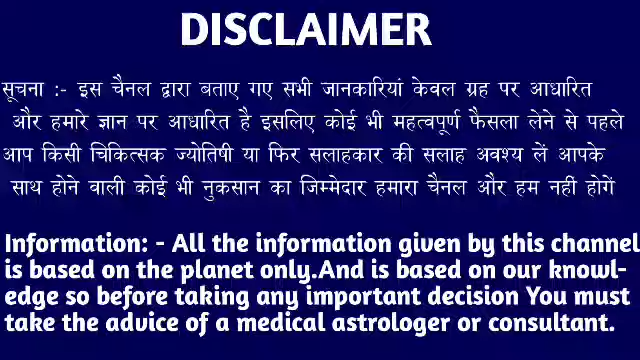 DISCLAIMER
सूचना :- इस चैनल द्वारा बताए गए सभी जानकारियां केवल ग्रह पर आधारित
और हमारे ज्ञान पर आधारित है इसलिए कोई भी महत्वपूर्ण फैसला लेने से पहले
आप किसी चिकित्सक ज्योतिषी या फिर सलाहकार की सलाह अवश्य लें आपके
साथ होने वाली कोई भी नुकसान का जिम्मेदार हमारा चैनल और हम नहीं होगें
Information: - All the information given by this channel
is based on the planet only.And is based on our knowl-
edge so before taking any important decision You must
take the advice of a medical astrologer or consultant.